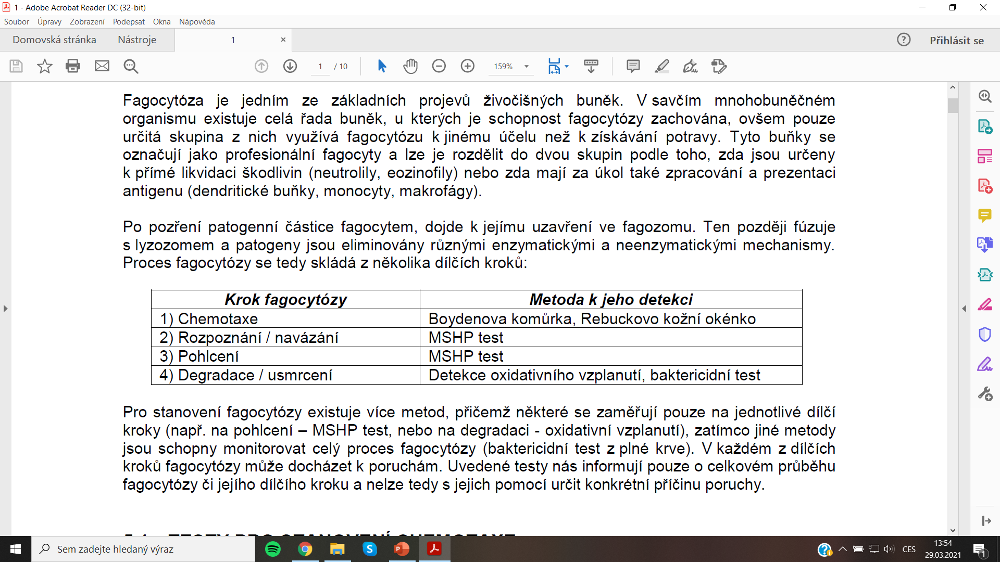 1 - Adobe Acrobat Reader DC (32-bit)
Soubor Úpravy Zobrazení Podepsat Okna Nápověda
Domovská stránka Nástroje 1 × ? Přihlásit se
1 / 10 159%
Fagocytóza je jedním ze základních projevů živočišných buněk. V savčím mnohobuněčném
organismu existuje celá řada buněk, u kterých je schopnost fagocytózy zachována, ovšem pouze
určitá skupina z nich využívá fagocytózu k jinému účelu než k získávání potravy. Tyto buňky se
označují jako profesionální fagocyty a lze je rozdělit do dvou skupin podle toho, zda jsou určeny
k přímé likvidaci škodlivin (neutrolily, eozinofily) nebo zda mají za úkol také zpracování a prezentaci
antigenu (dendritické buňky, monocyty, makrofágy).
Po pozření patogenní částice fagocytem, dojde k jejímu uzavření ve fagozomu. Ten později fúzuje
s lyzozomem a patogeny jsou eliminovány různými enzymatickými a neenzymatickými mechanismy.
Proces fagocytózy se tedy skládá z několika dílčích kroků:
Krok fagocytózy Metoda k jeho detekci
1) Chemotaxe Boydenova komůrka, Rebuckovo kožní okénko
2) Rozpoznání / navázání MSHP test
3) Pohlcení MSHP test
4) Degradace / usmrcení Detekce oxidativního vzplanutí, baktericidní test
Pro stanovení fagocytózy existuje více metod, přičemž některé se zaměřují pouze na jednotlivé dílčí
kroky (např. na pohlcení – MSHP test, nebo na degradaci - oxidativní vzplanutí), zatímco jiné metody
jsou schopny monitorovat celý proces fagocytózy (baktericidní test z plné krve). V každém z dílčích
kroků fagocytózy může docházet k poruchám. Uvedené testy nás informují pouze o celkovém průběhu
fagocytózy či jejího dílčího kroku a nelze tedy s jejich pomocí určit konkrétní příčinu poruchy.
TESTY PRO STANOVENÍ CHEMOTAXE
Sem zadejte hledaný výraz
CES
13:54
29.03.2021
1